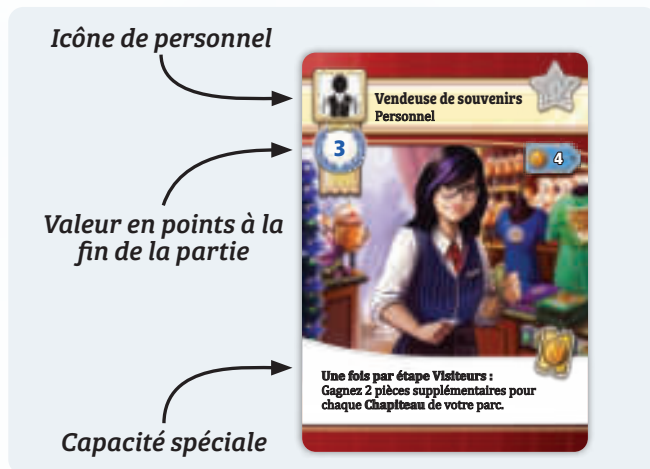 Icône de personnel
Vendeuse de souvenirs
Personnel
3
4
Valeur en points à la
fin de la partie
Une fois par étape Visiteurs :
Gagnez 2 pièces supplémentaires pour
chaque Chapiteau de votre parc.
Capacité spéciale